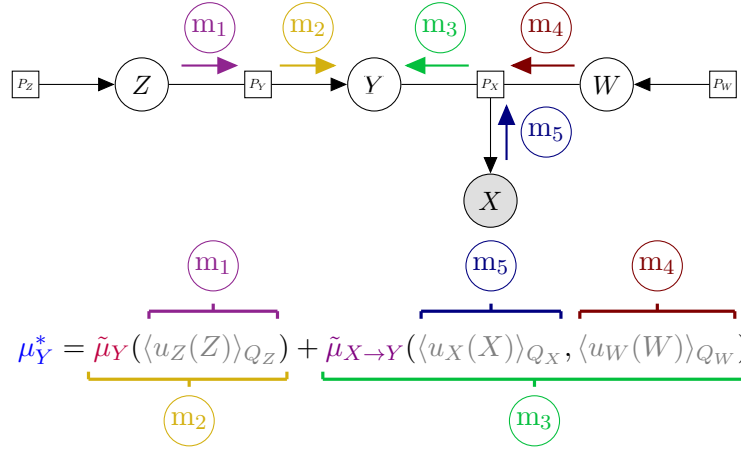 m₁ m₂ m₃ m₄
P_Z Z P_Y Y P_X W P_W
m₅
X
m₁ m₅ m₄
μ*_Y = μ̃_Y(⟨u_Z(Z)⟩_{Q_Z}) + μ̃_{X→Y}(⟨u_X(X)⟩_{Q_X}, ⟨u_W(W)⟩_{Q_W})
m₂ m₃